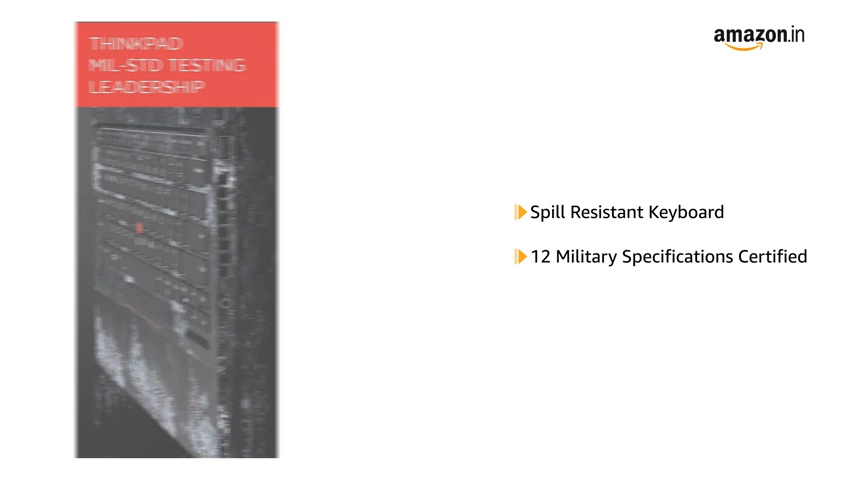 THINKPAD
MIL-STD TESTING
LEADERSHIP
amazon.in
Spill Resistant Keyboard
12 Military Specifications Certified